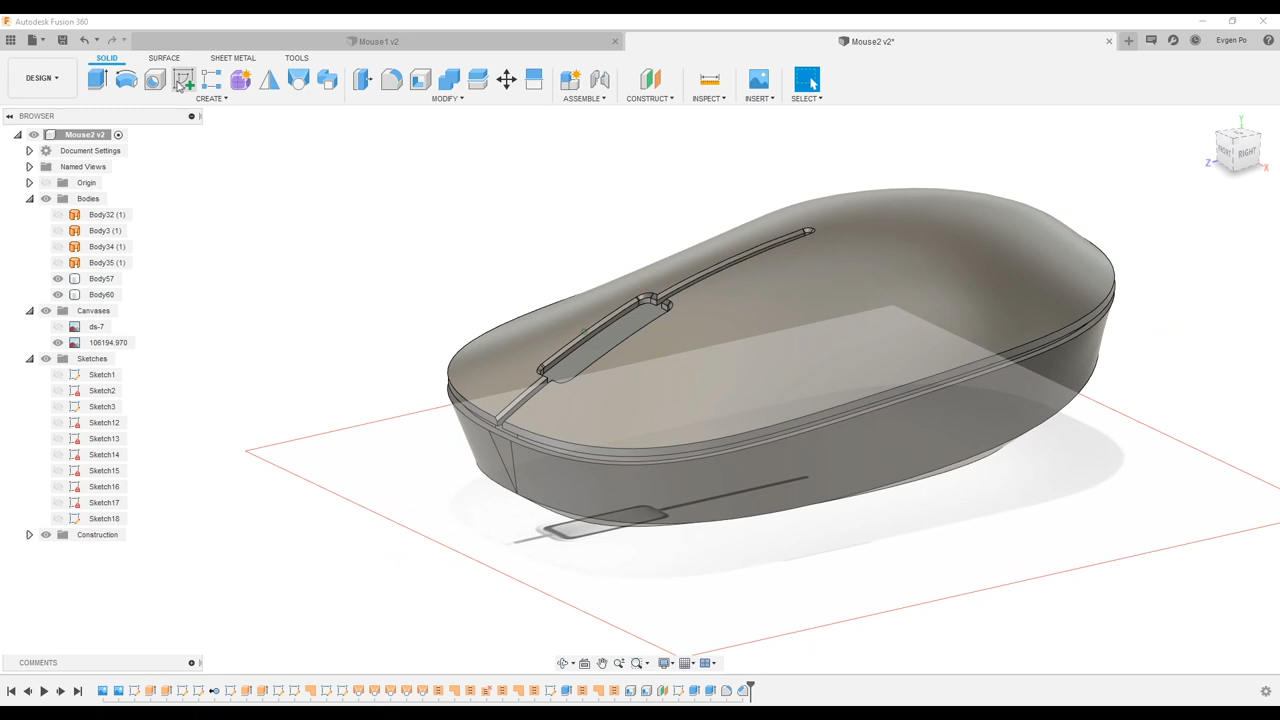 Autodesk Fusion 360
Mouse1 v2
Mouse2 v2*
Evgen Po
DESIGN
SOLID
SURFACE
SHEET METAL
TOOLS
CREATE
MODIFY
ASSEMBLE
CONSTRUCT
INSPECT
INSERT
SELECT
BROWSER
Mouse2 v2
Document Settings
Named Views
Origin
Bodies
Body32 (1)
Body3 (1)
Body34 (1)
Body35 (1)
Body57
Body60
Canvases
ds-7
106194.970
Sketches
Sketch1
Sketch2
Sketch3
Sketch12
Sketch13
Sketch14
Sketch15
Sketch16
Sketch17
Sketch18
Construction
Y
FRONT
RIGHT
Z
X
COMMENTS